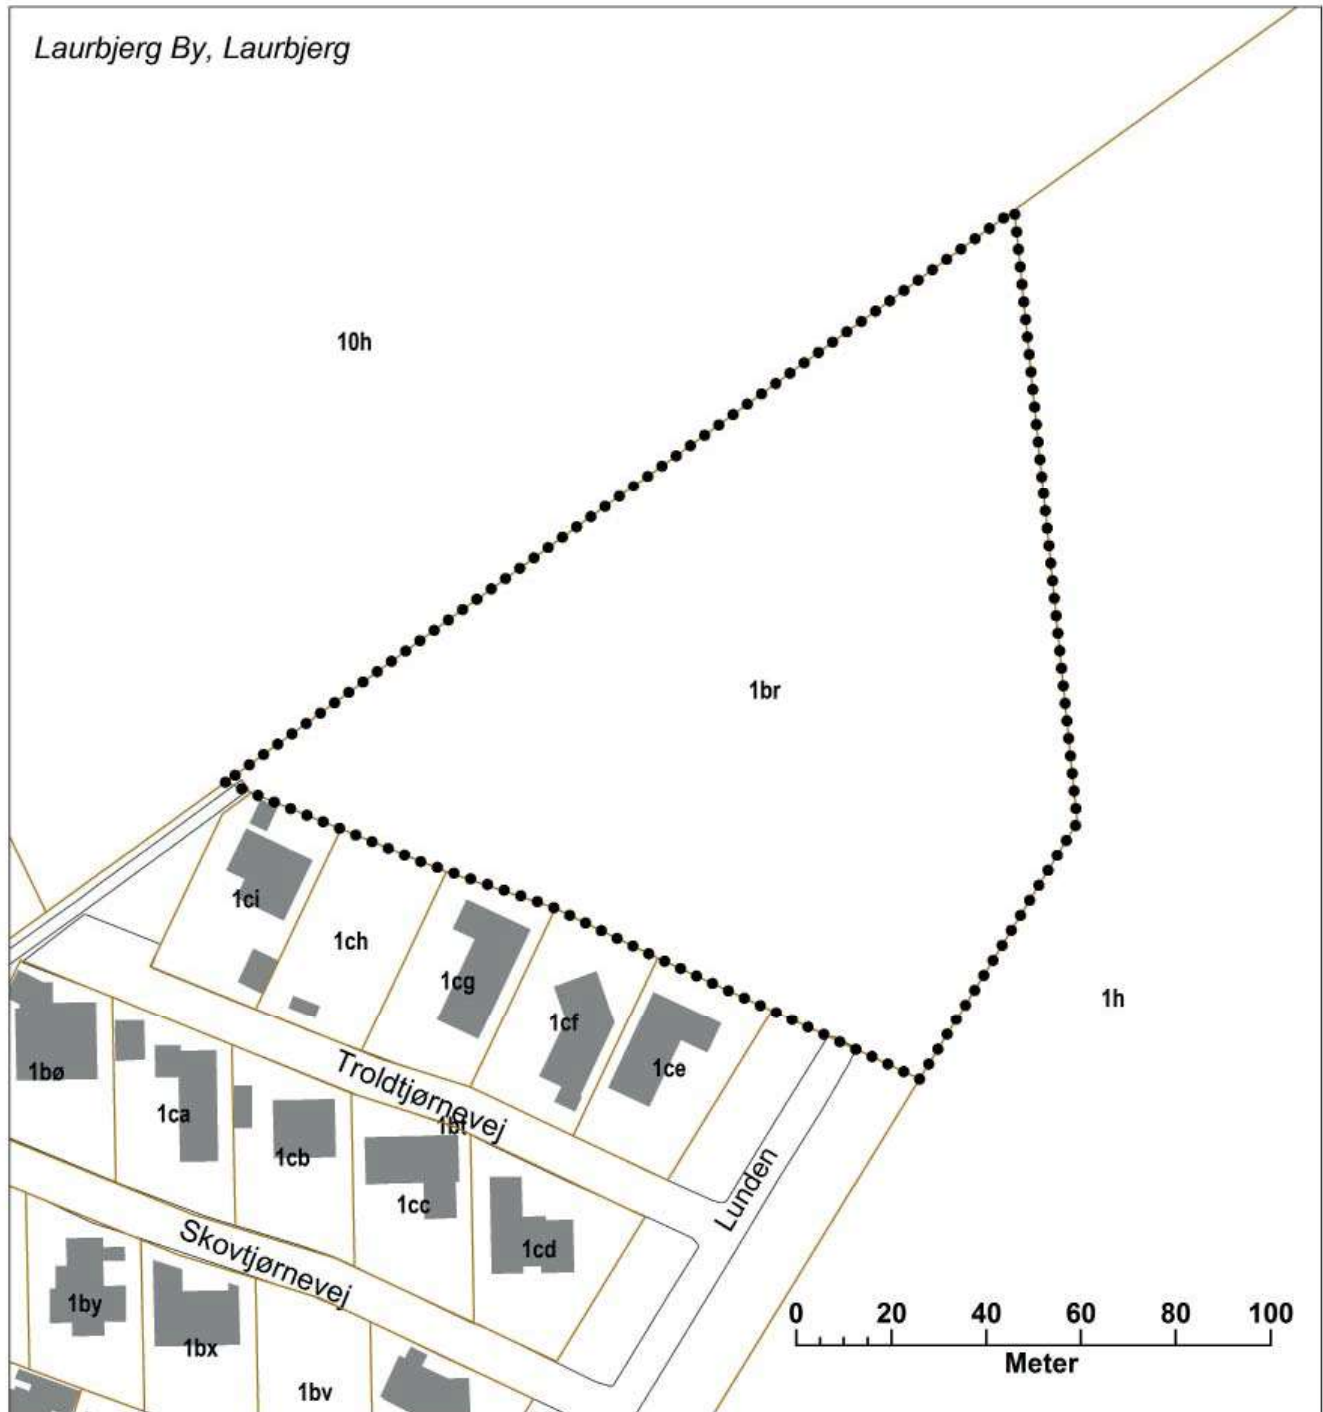 Laurbjerg By, Laurbjerg
10h
1br
1ci
1ch
1cg
1h
1cf
1ce
1bø
Troldtjørnevej
1ca
1bt
1cb
Lunden
1cc
1cd
Skovtjørnevej
1by
1bx
1bv
0 20 40 60 80 100
Meter